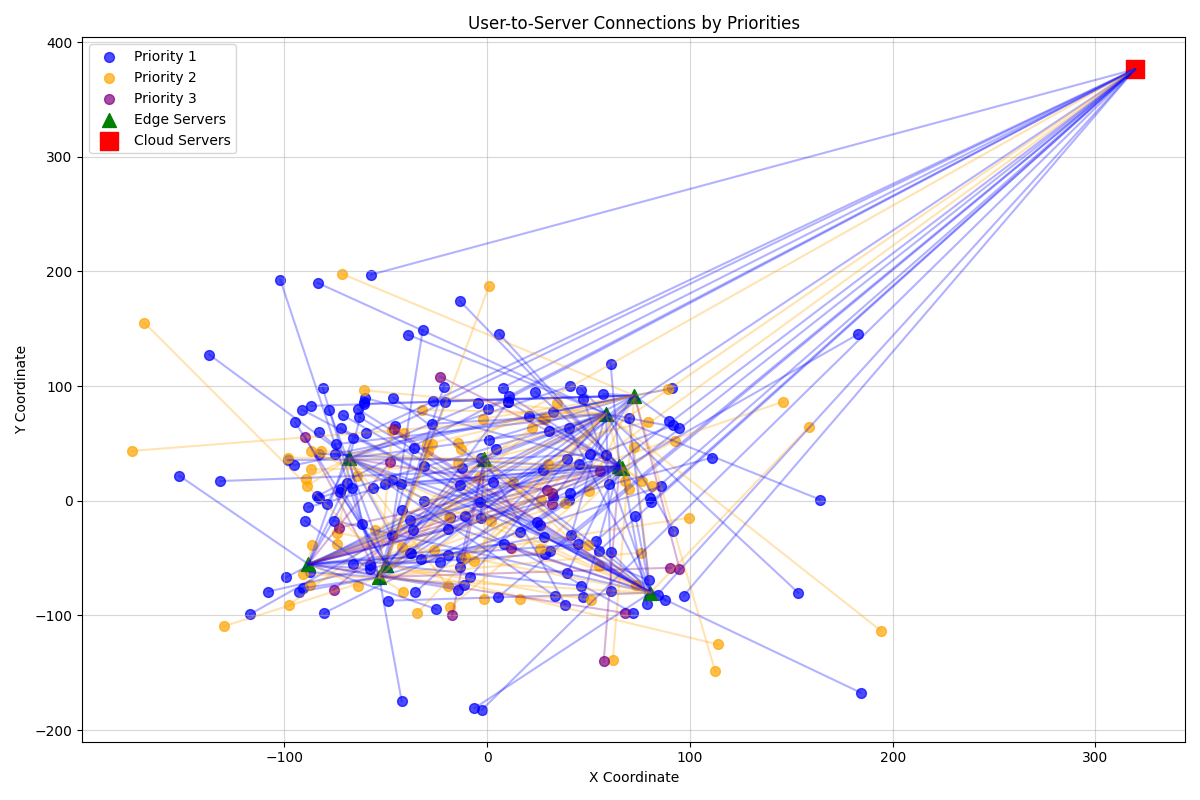 User-to-Server Connections by Priorities
Priority 1
Priority 2
Priority 3
Edge Servers
Cloud Servers
400
300
200
100
0
−100
−200
Y Coordinate
−100
0
100
200
300
X Coordinate